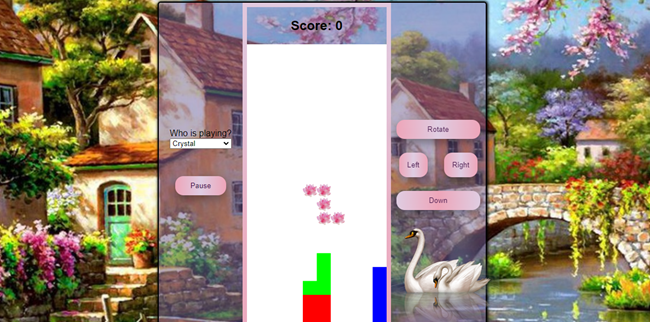 Score: 0
Who is playing?
Crystal
Pause
Rotate
Left Right
Down